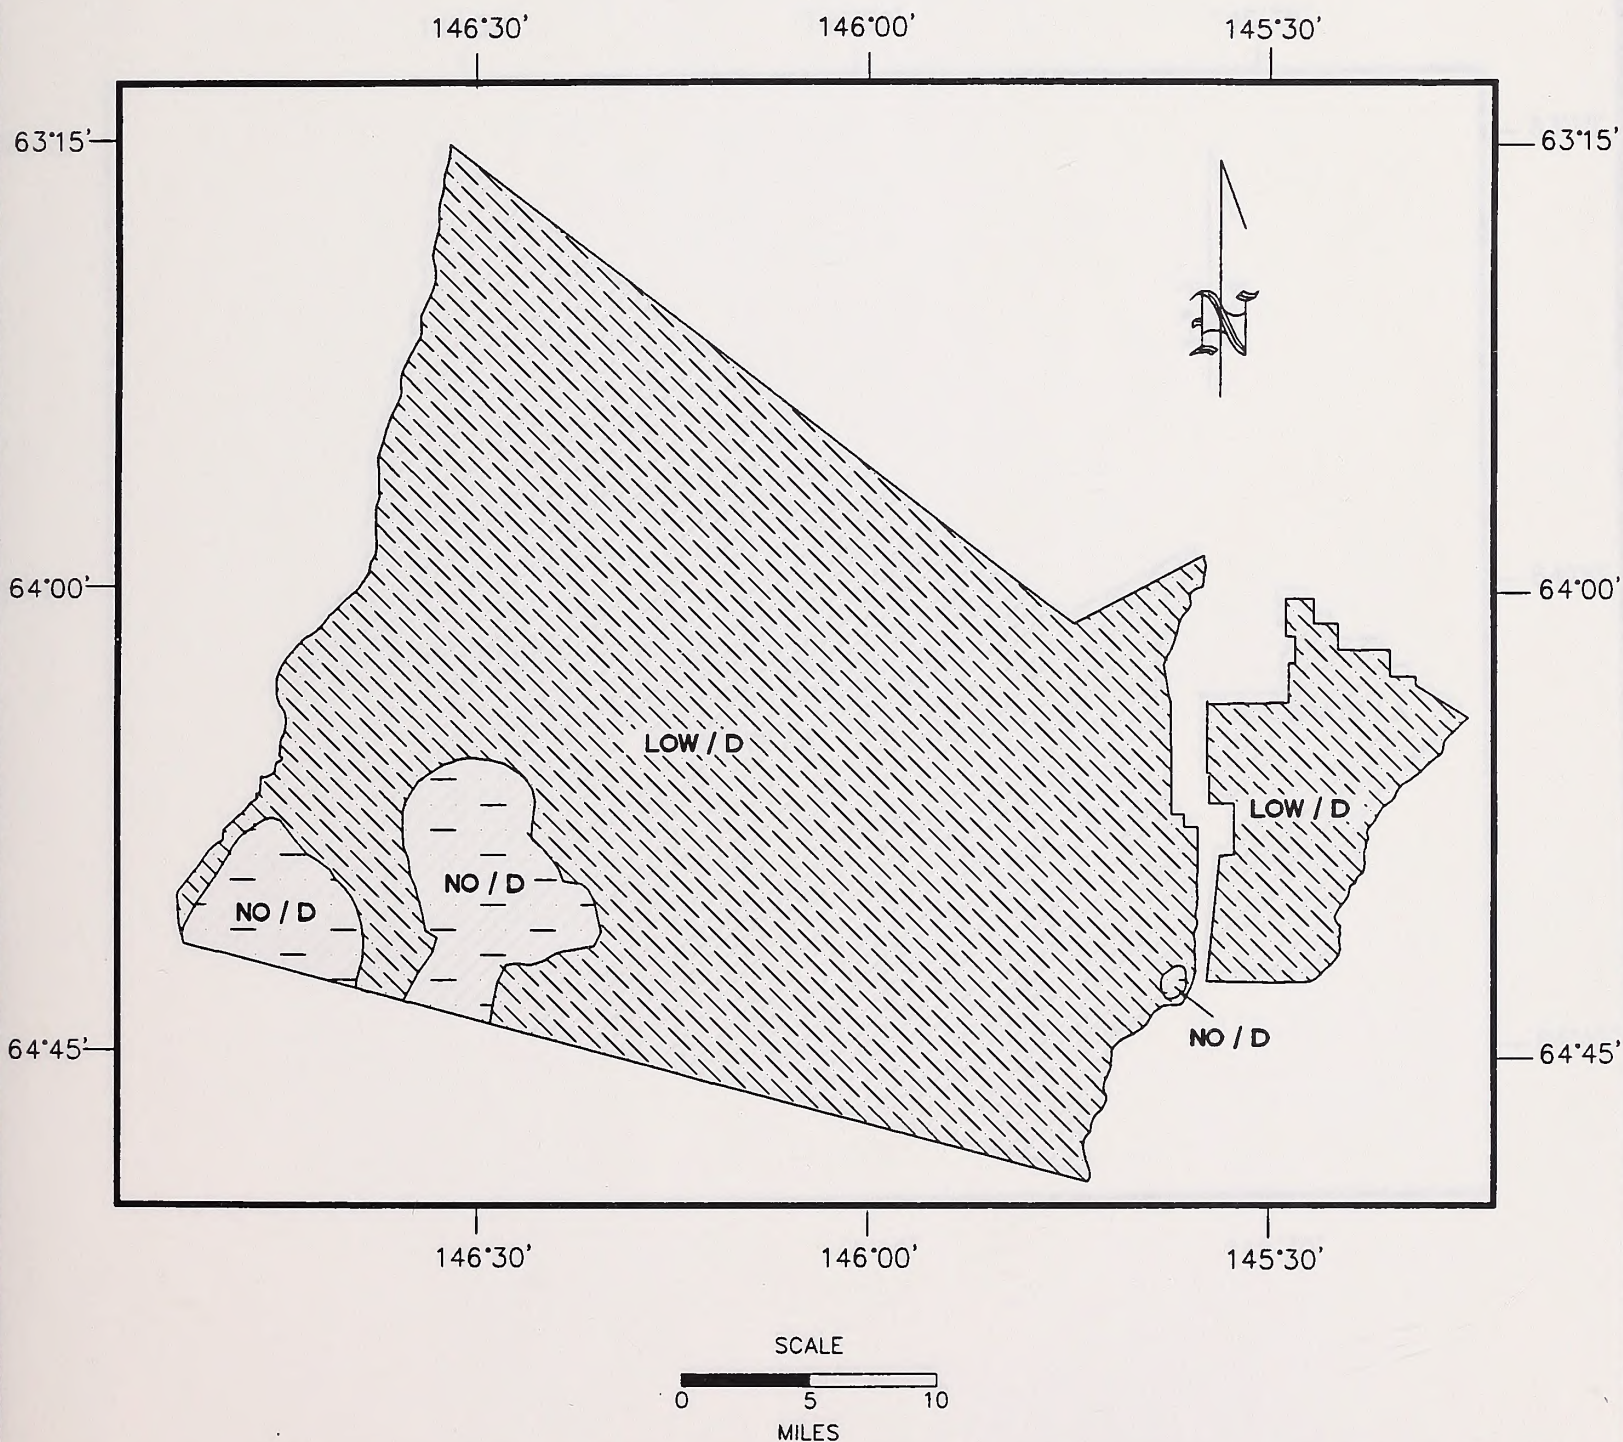 146°30' 146°00' 145°30'
63°15' 63°15'
N
64°00' 64°00'
LOW / D
LOW / D
NO / D
NO / D
NO / D
64°45' 64°45'
146°30' 146°00' 145°30'
SCALE
0 5 10
MILES